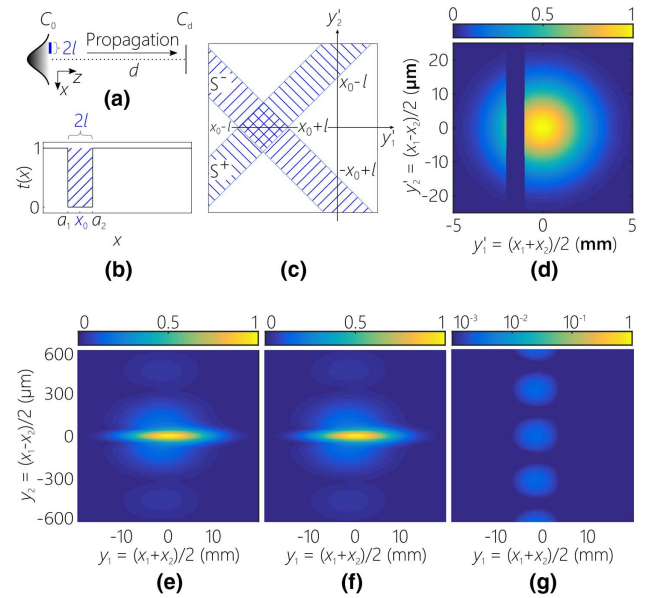 C₀
2l
Propagation
C_d
d
z
x
(a)
2l
1
t(x)
0
a₁ x₀ a₂
x
(b)
y'₂
S⁻
x₀-l
x₀-l
x₀+l
y'₁
S⁺
-x₀+l
(c)
0 0.5 1
y'₂ = (x₁-x₂)/2 (μm)
20
10
0
-10
-20
-5 0 5
y'₁ = (x₁+x₂)/2 (mm)
(d)
0 0.5 1
0 0.5 1
10⁻³ 10⁻² 10⁻¹ 1
y₂ = (x₁-x₂)/2 (μm)
600
300
0
-300
-600
-10 0 10
-10 0 10
-10 0 10
y₁ = (x₁+x₂)/2 (mm)
y₁ = (x₁+x₂)/2 (mm)
y₁ = (x₁+x₂)/2 (mm)
(e)
(f)
(g)